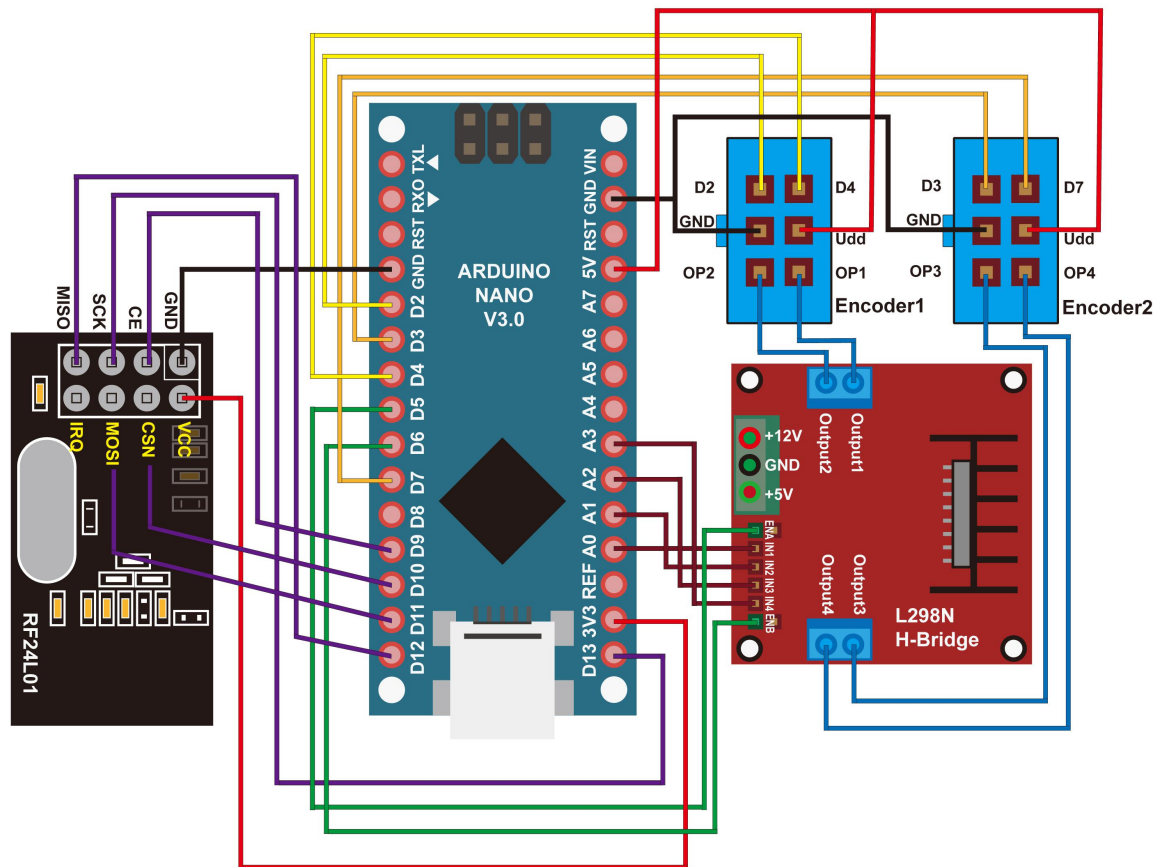 MISO
SCK
CE
GND
IRQ
MOSI
CSN
VCC
RF24L01
TXL
RXO
RST
GND
D2
D3
D4
D5
D6
D7
D8
D9
D10
D11
D12
ARDUINO
NANO
V3.0
VIN
GND
RST
5V
A7
A6
A5
A4
A3
A2
A1
A0
REF
3V3
D13
D2
D4
GND
Udd
OP2
OP1
Encoder1
D3
D7
GND
Udd
OP3
OP4
Encoder2
Output2
Output1
+12V
GND
+5V
ENA
IN1
IN2
IN3
IN4
ENB
Output4
Output3
L298N
H-Bridge